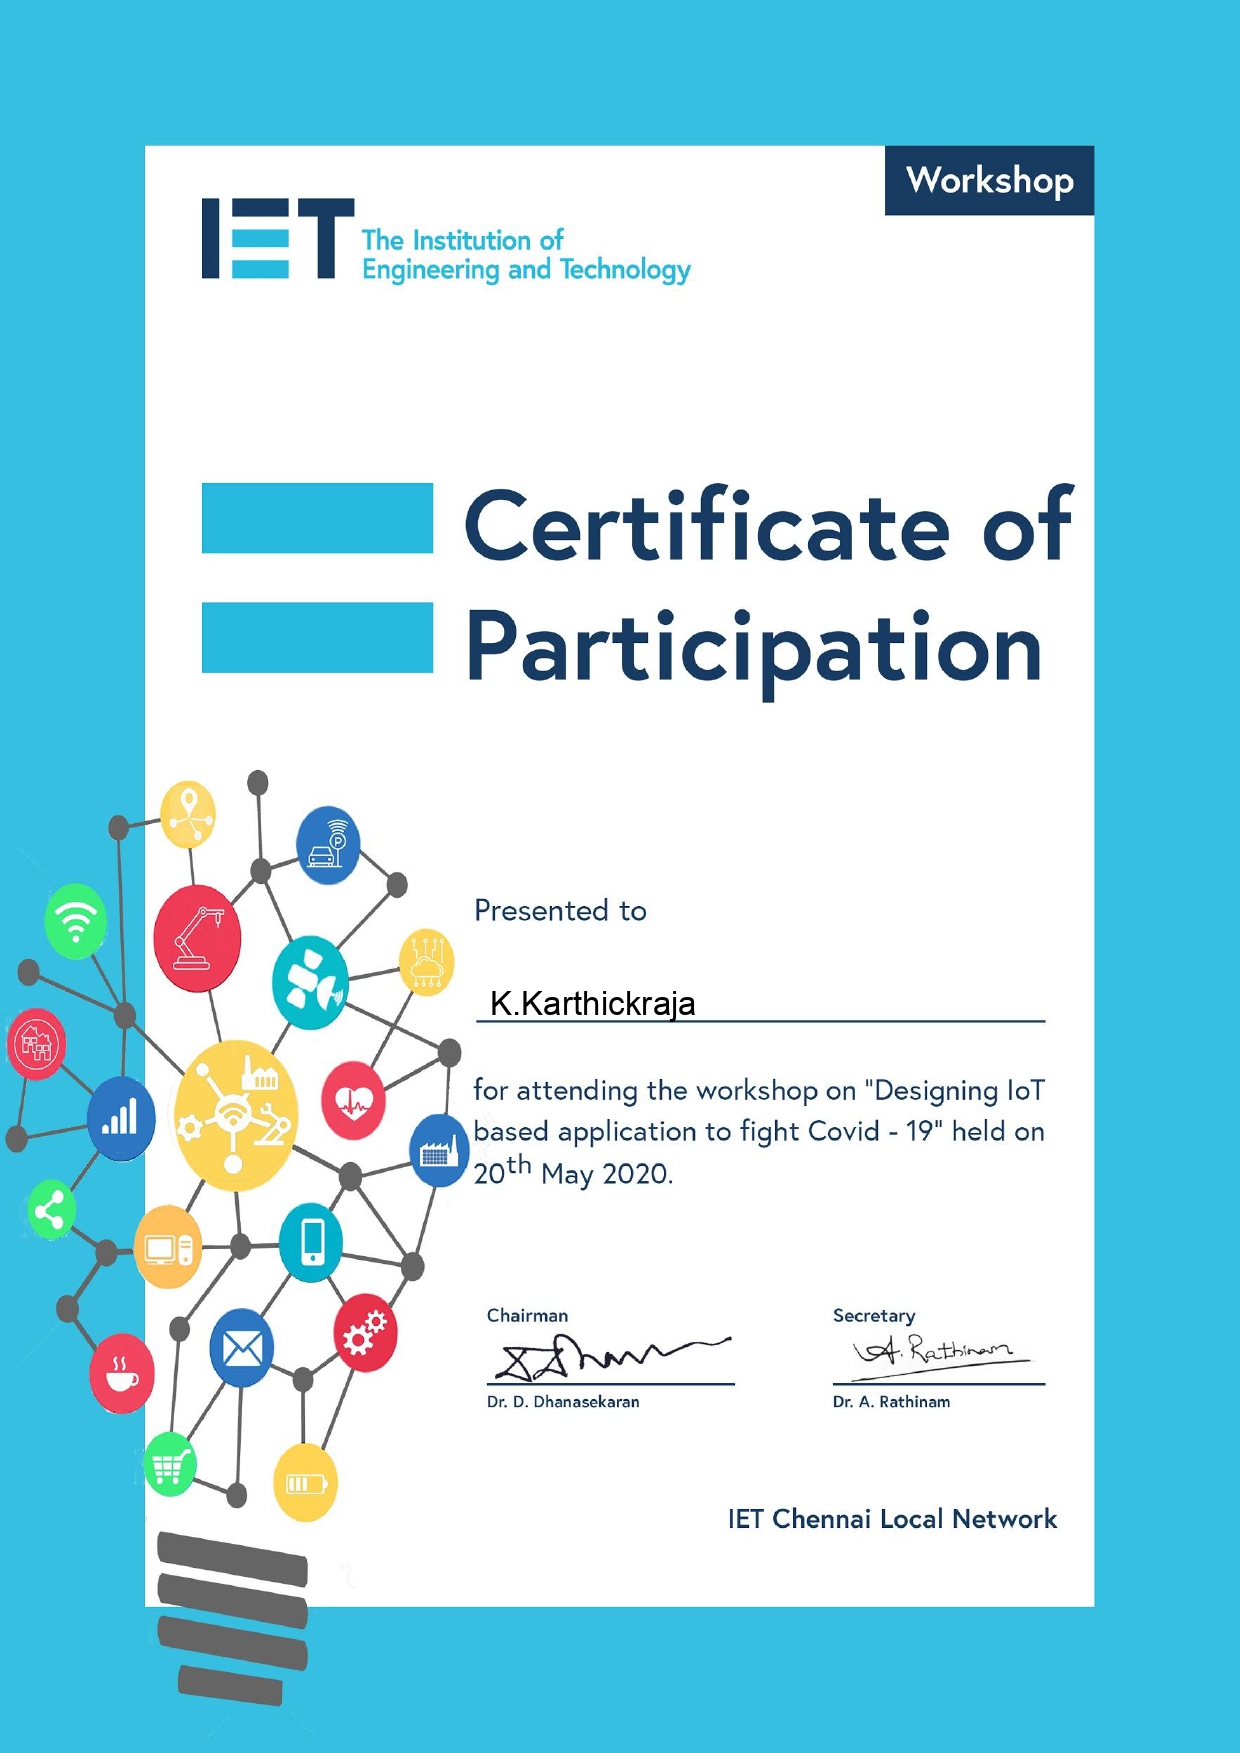 Workshop
IET
The Institution of
Engineering and Technology
Certificate of
Participation
Presented to
K.Karthickraja
for attending the workshop on "Designing IoT
based application to fight Covid - 19" held on
20th May 2020.
Chairman
Secretary
A. Rathinam
Dr. D. Dhanasekaran
Dr. A. Rathinam
IET Chennai Local Network